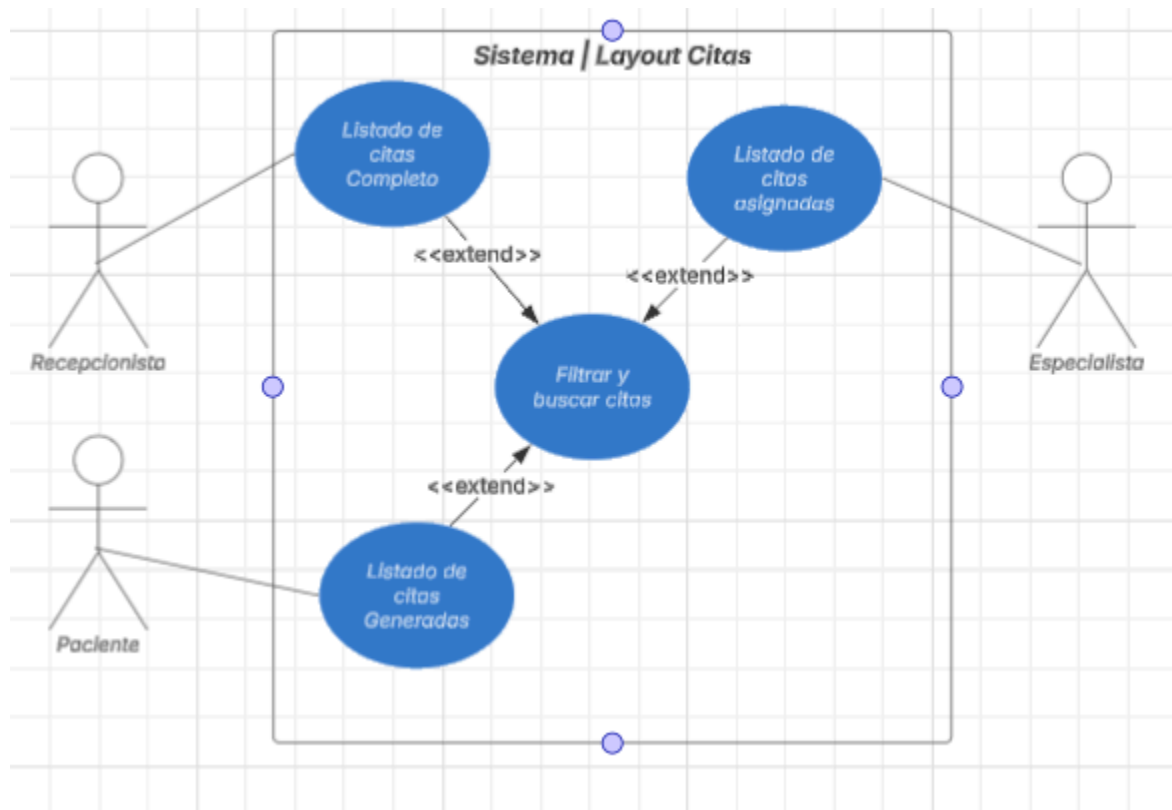 Sistema | Layout Citas
Listado de
citas
Completo
Listado de
citas
asignadas
<<extend>>
<<extend>>
Recepcionista
Especialista
Filtrar y
buscar citas
<<extend>>
Listado de
citas
Generadas
Paciente